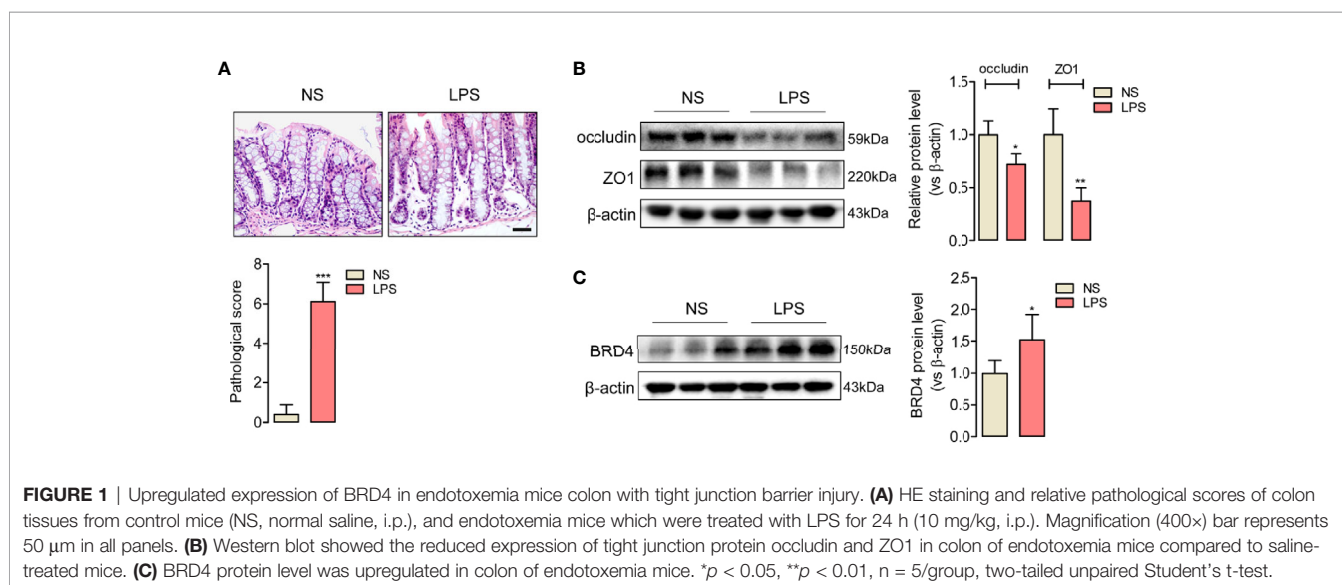 A
NS
LPS
Pathological score
8
6
4
2
0
***
NS
LPS
B
NS
LPS
occludin
59kDa
ZO1
220kDa
β-actin
43kDa
occludin
ZO1
NS
LPS
Relative protein level
(vs β-actin)
1.5
1.0
0.5
0.0
*
**
C
NS
LPS
BRD4
150kDa
β-actin
43kDa
NS
LPS
BRD4 protein level
(vs β-actin)
2.5
2.0
1.5
1.0
0.5
0.0
*
FIGURE 1 | Upregulated expression of BRD4 in endotoxemia mice colon with tight junction barrier injury. (A) HE staining and relative pathological scores of colon
tissues from control mice (NS, normal saline, i.p.), and endotoxemia mice which were treated with LPS for 24 h (10 mg/kg, i.p.). Magnification (400×) bar represents
50 μm in all panels. (B) Western blot showed the reduced expression of tight junction protein occludin and ZO1 in colon of endotoxemia mice compared to saline-
treated mice. (C) BRD4 protein level was upregulated in colon of endotoxemia mice. *p < 0.05, **p < 0.01, n = 5/group, two-tailed unpaired Student's t-test.